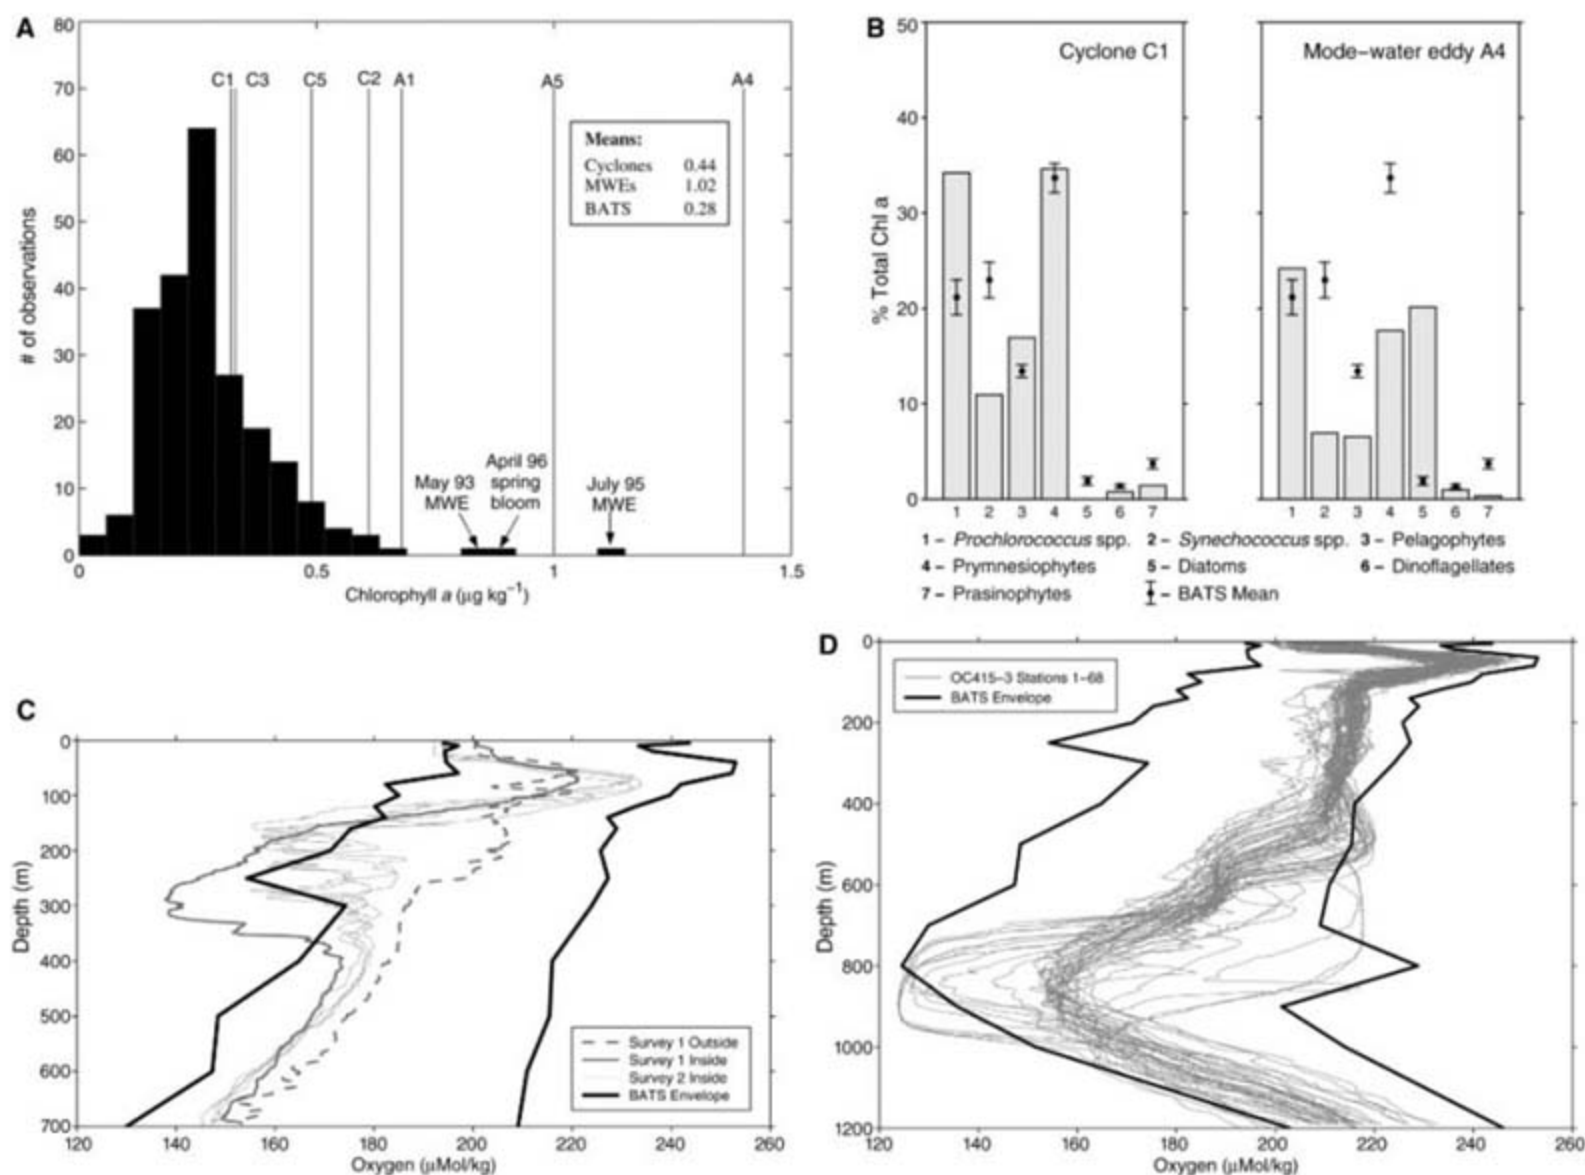 A
80
70
60
50
40
30
20
10
0
# of observations
C1 C3 C5 C2 A1 A5 A4
Means:
Cyclones 0.44
MWEs 1.02
BATS 0.28
May 93
MWE
April 96
spring
bloom
July 95
MWE
0 0.5 1 1.5
Chlorophyll a (µg kg⁻¹)
B
Cyclone C1
Mode–water eddy A4
50
40
30
20
10
0
% Total Chl a
1 2 3 4 5 6 7
1 2 3 4 5 6 7
1 – Prochlorococcus spp. 2 – Synechococcus spp. 3 – Pelagophytes
4 – Prymnesiophytes 5 – Diatoms 6 – Dinoflagellates
7 – Prasinophytes – BATS Mean
C
0
100
200
300
400
500
600
700
Depth (m)
Survey 1 Outside
Survey 1 Inside
Survey 2 Inside
BATS Envelope
120 140 160 180 200 220 240 260
Oxygen (µMol/kg)
D
0
200
400
600
800
1000
1200
Depth (m)
OC415–3 Stations 1–68
BATS Envelope
120 140 160 180 200 220 240 260
Oxygen (µMol/kg)